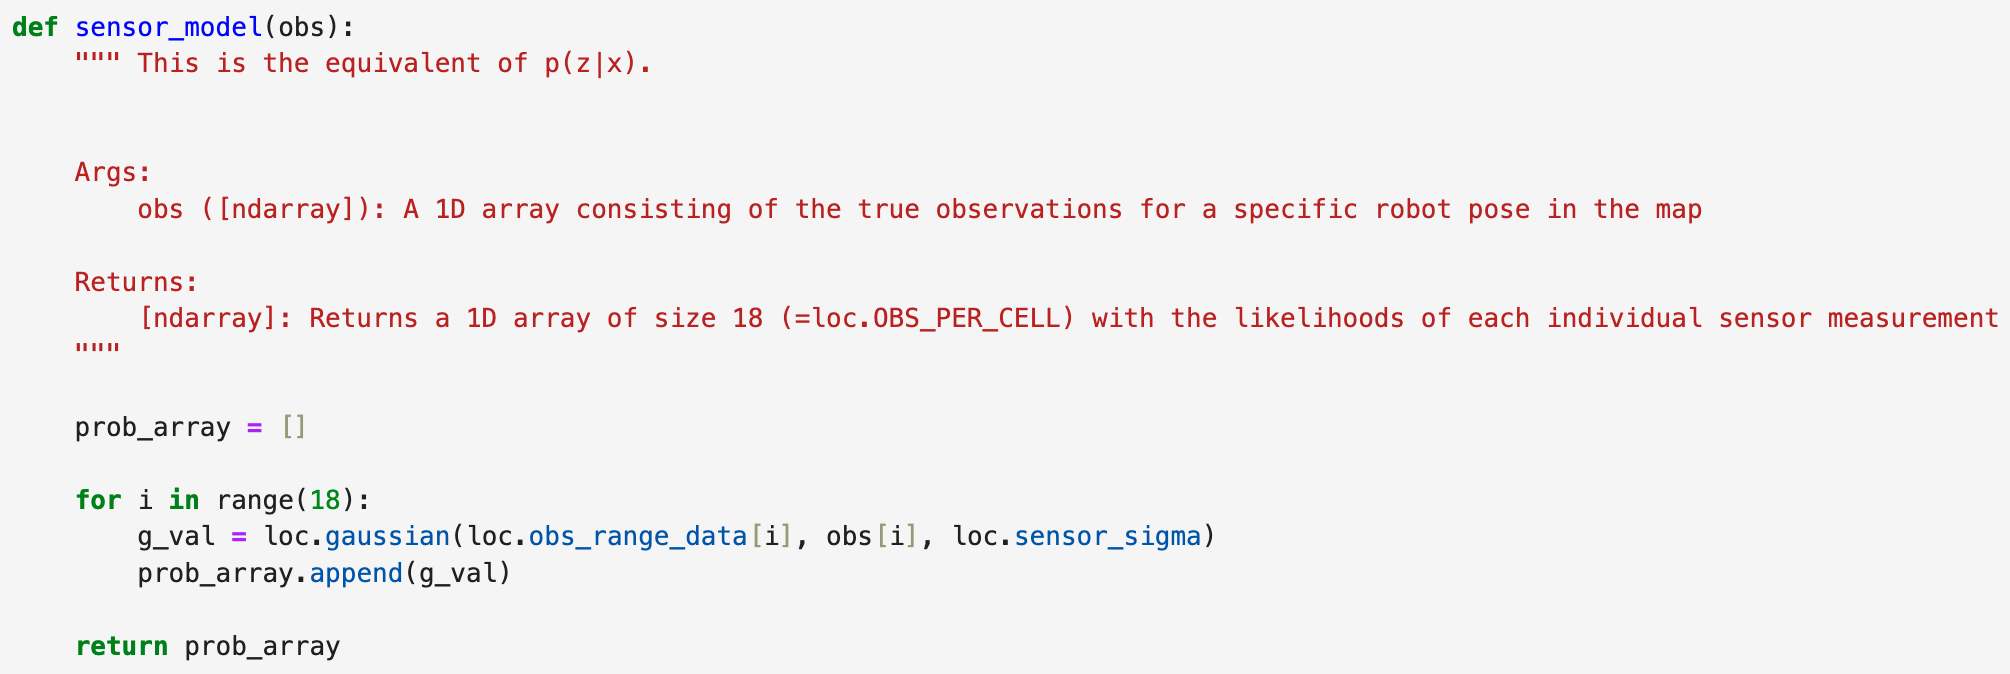 def sensor_model(obs):
    """ This is the equivalent of p(z|x).
    Args:
        obs ([ndarray]): A 1D array consisting of the true observations for a specific robot pose in the map
    Returns:
        [ndarray]: Returns a 1D array of size 18 (=loc.OBS_PER_CELL) with the likelihoods of each individual sensor measurement
    """
    prob_array = []
    for i in range(18):
        g_val = loc.gaussian(loc.obs_range_data[i], obs[i], loc.sensor_sigma)
        prob_array.append(g_val)
    return prob_array